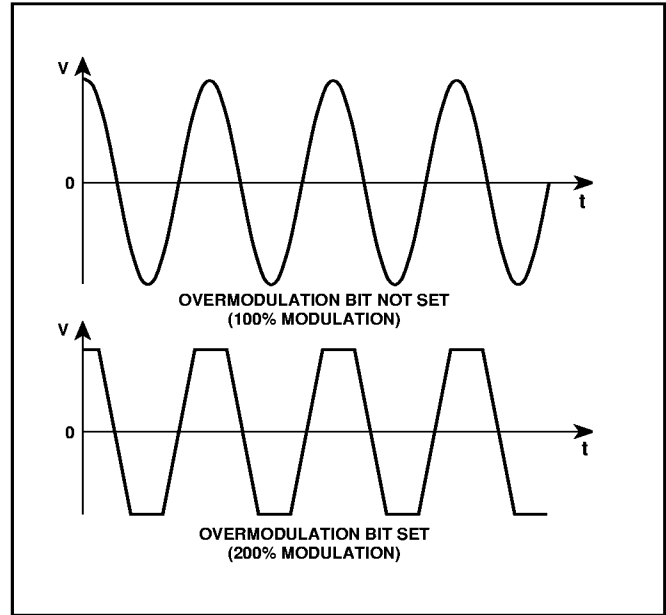 V
0
t
OVERMODULATION BIT NOT SET
(100% MODULATION)
V
0
t
OVERMODULATION BIT SET
(200% MODULATION)